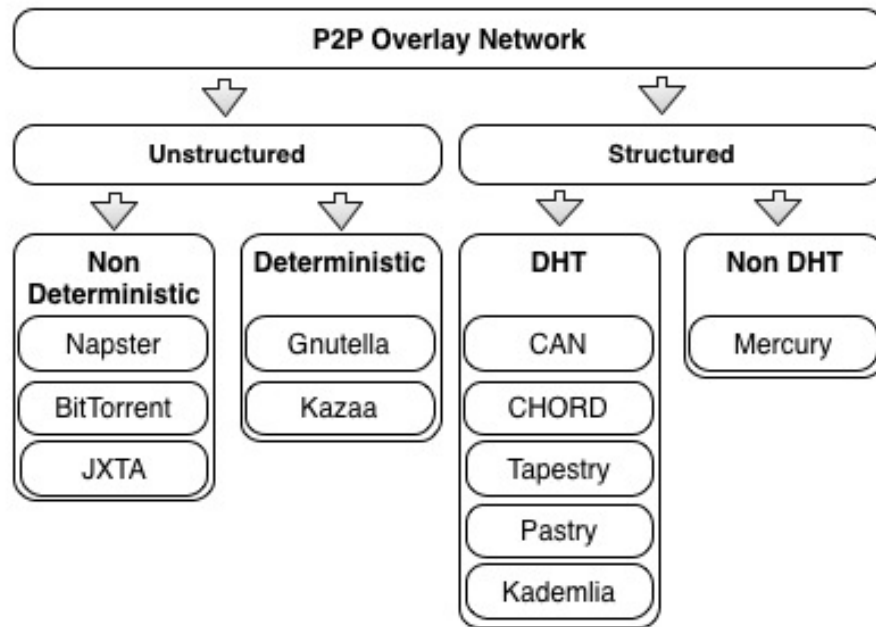 P2P Overlay Network
Unstructured
Structured
Non
Deterministic
Napster
BitTorrent
JXTA
Deterministic
Gnutella
Kazaa
DHT
CAN
CHORD
Tapestry
Pastry
Kademlia
Non DHT
Mercury